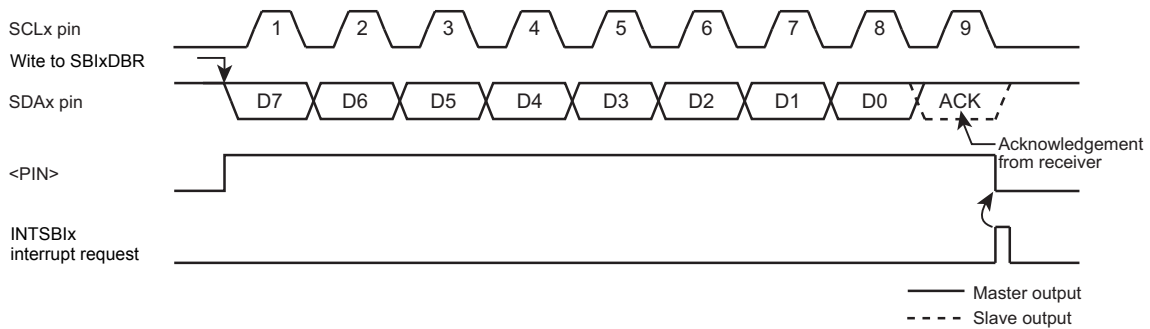 SCLx pin
1 2 3 4 5 6 7 8 9
Wite to SBIxDBR
SDAx pin
D7 D6 D5 D4 D3 D2 D1 D0 ACK
Acknowledgement
from receiver
<PIN>
INTSBIx
interrupt request
Master output
Slave output